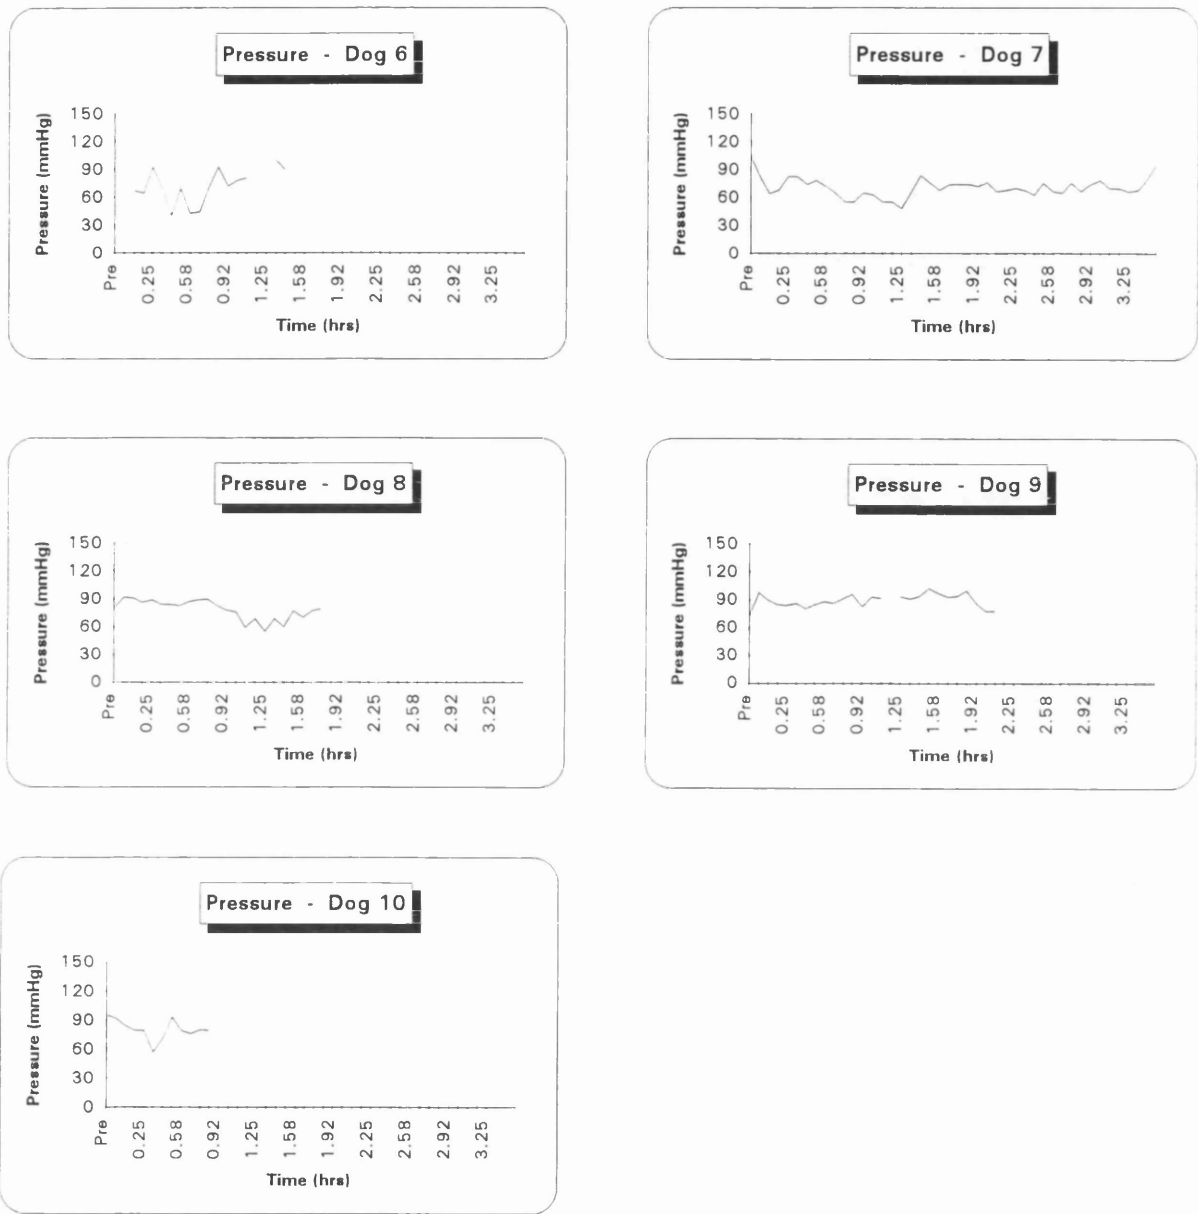 Pressure - Dog 6
Pressure (mmHg)
150
120
90
60
30
0
Pre 0.25 0.58 0.92 1.25 1.58 1.92 2.25 2.58 2.92 3.25
Time (hrs)
Pressure - Dog 7
Pressure (mmHg)
150
120
90
60
30
0
Pre 0.25 0.58 0.92 1.25 1.58 1.92 2.25 2.58 2.92 3.25
Time (hrs)
Pressure - Dog 8
Pressure (mmHg)
150
120
90
60
30
0
Pre 0.25 0.58 0.92 1.25 1.58 1.92 2.25 2.58 2.92 3.25
Time (hrs)
Pressure - Dog 9
Pressure (mmHg)
150
120
90
60
30
0
Pre 0.25 0.58 0.92 1.25 1.58 1.92 2.25 2.58 2.92 3.25
Time (hrs)
Pressure - Dog 10
Pressure (mmHg)
150
120
90
60
30
0
Pre 0.25 0.58 0.92 1.25 1.58 1.92 2.25 2.58 2.92 3.25
Time (hrs)